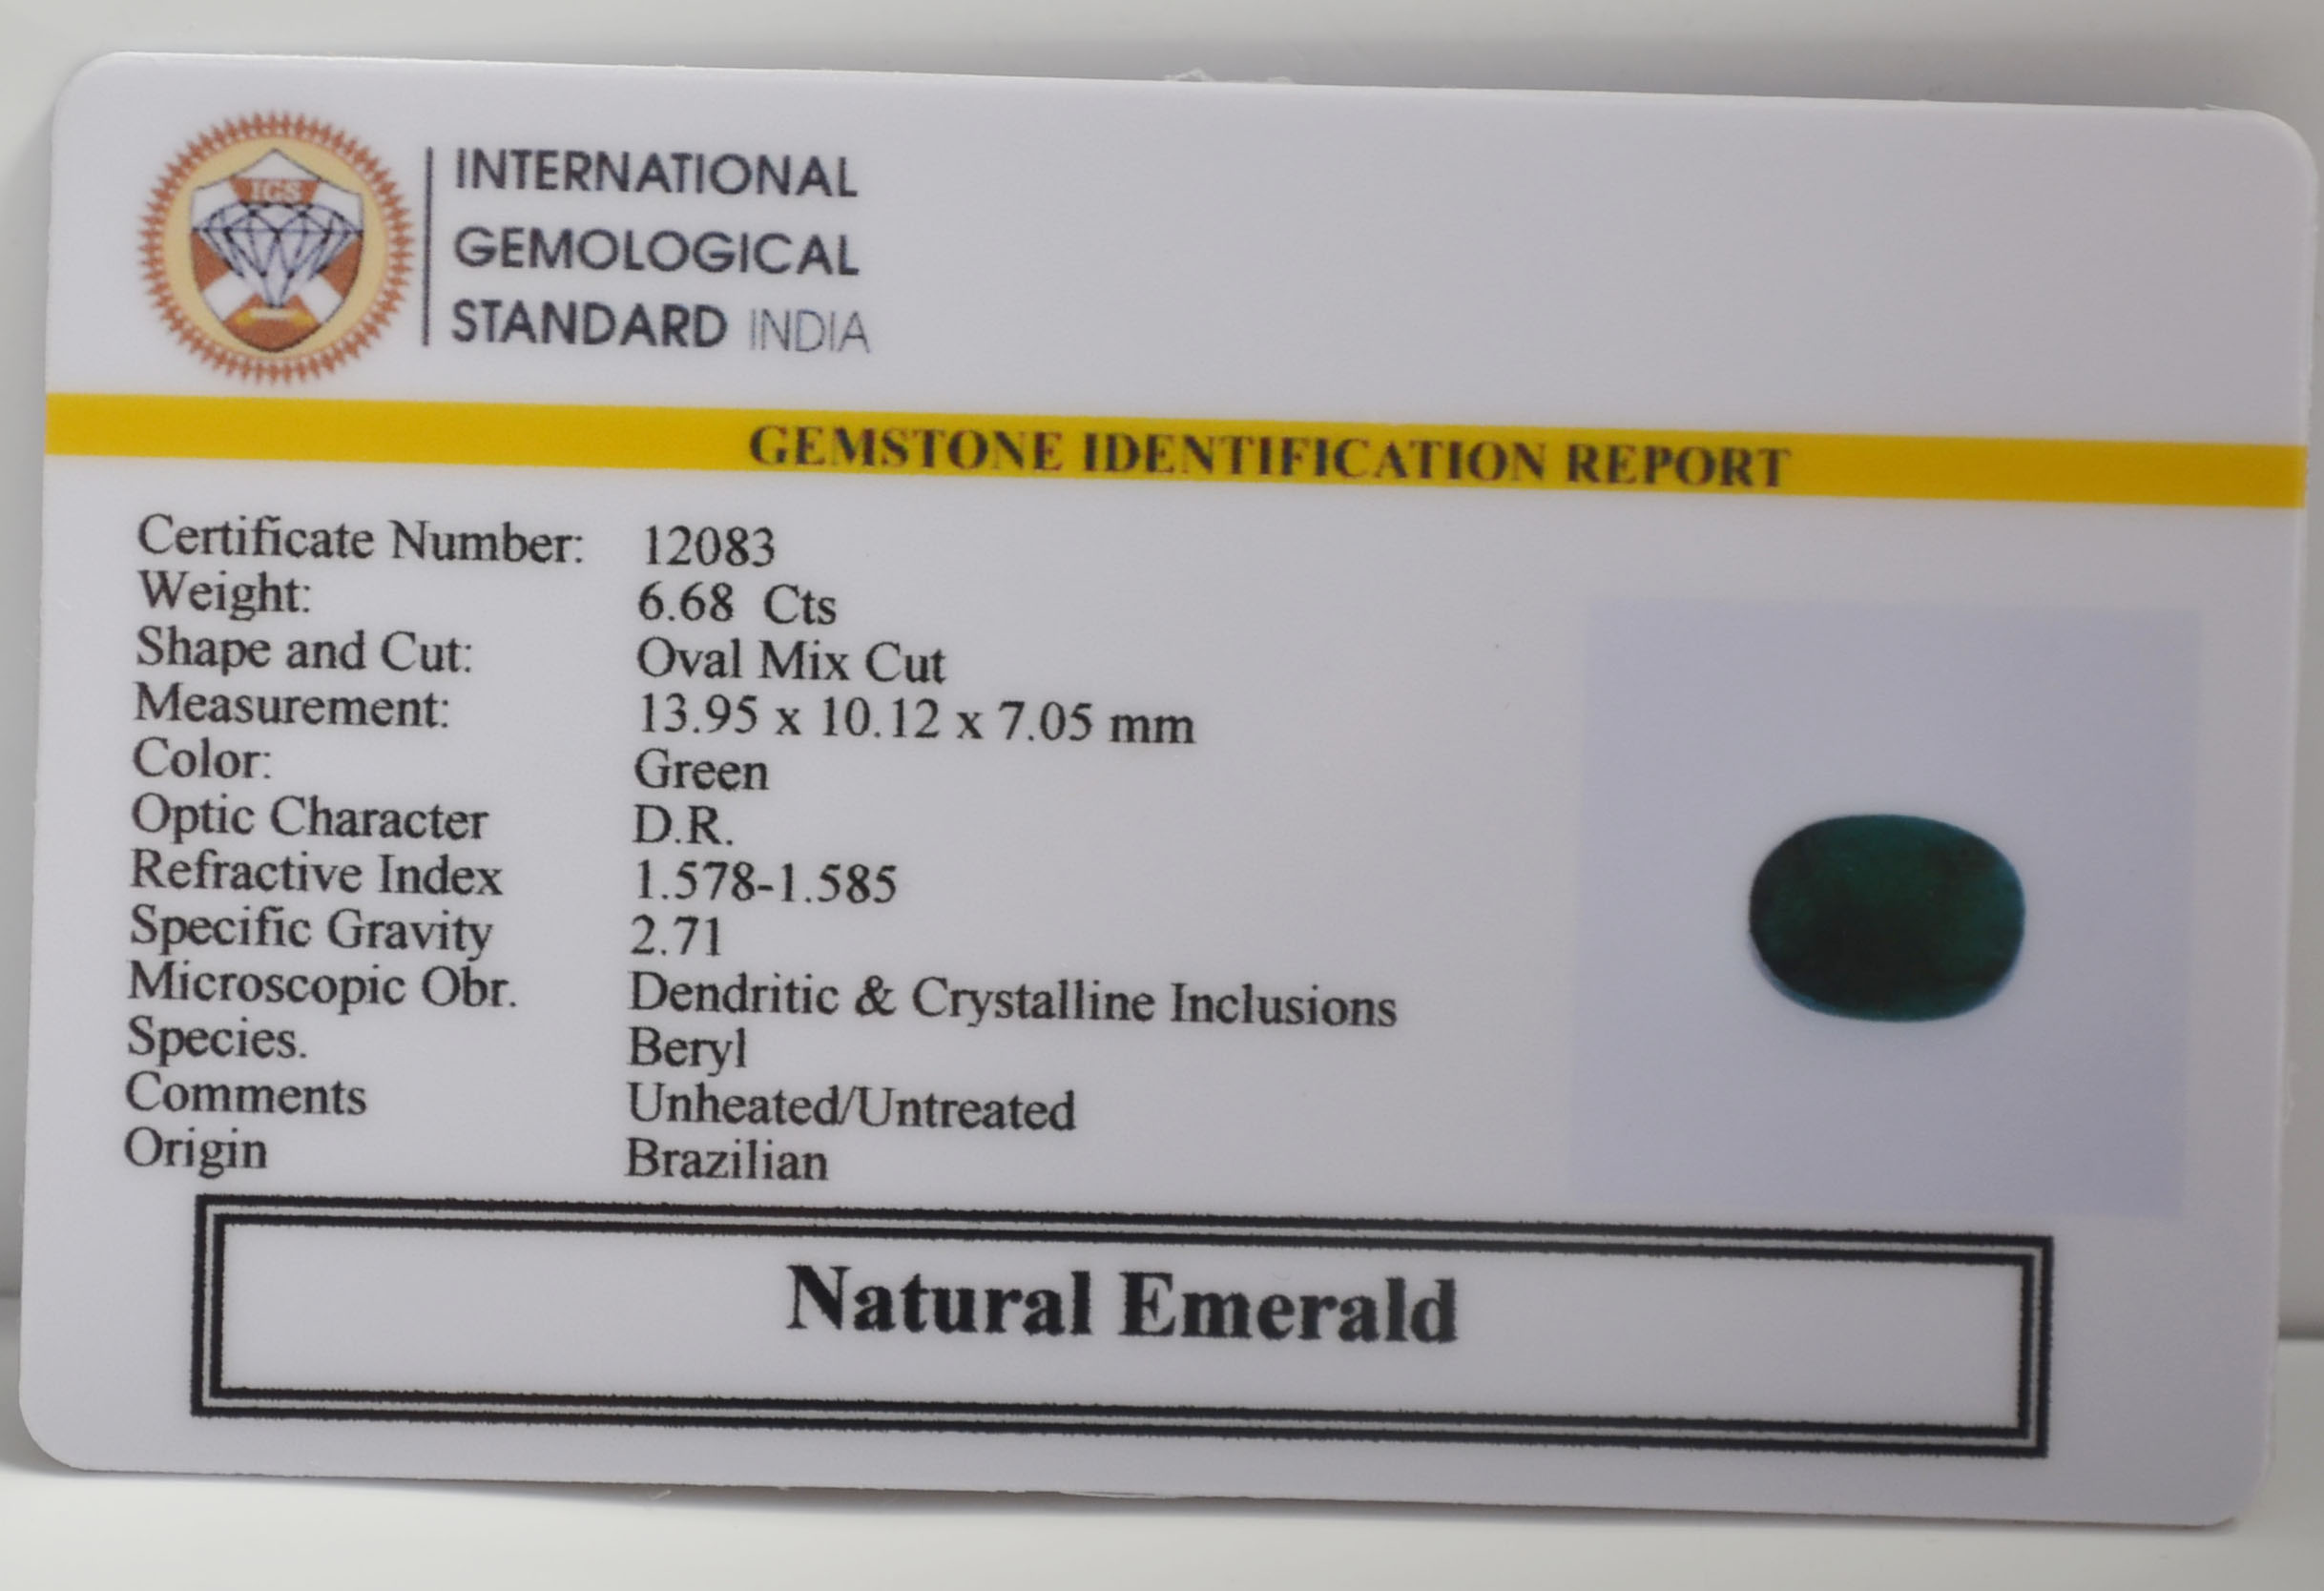 IGS
INTERNATIONAL
GEMOLOGICAL
STANDARD INDIA
GEMSTONE IDENTIFICATION REPORT
Certificate Number: 12083
Weight: 6.68 Cts
Shape and Cut: Oval Mix Cut
Measurement: 13.95 x 10.12 x 7.05 mm
Color: Green
Optic Character D.R.
Refractive Index 1.578-1.585
Specific Gravity 2.71
Microscopic Obr. Dendritic & Crystalline Inclusions
Species. Beryl
Comments Unheated/Untreated
Origin Brazilian
Natural Emerald